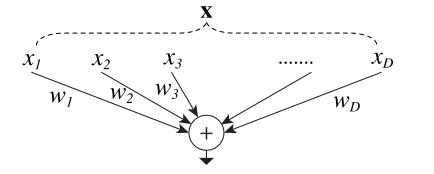 x
x1 x2 x3 ....... xD
w1 w2 w3 wD
+